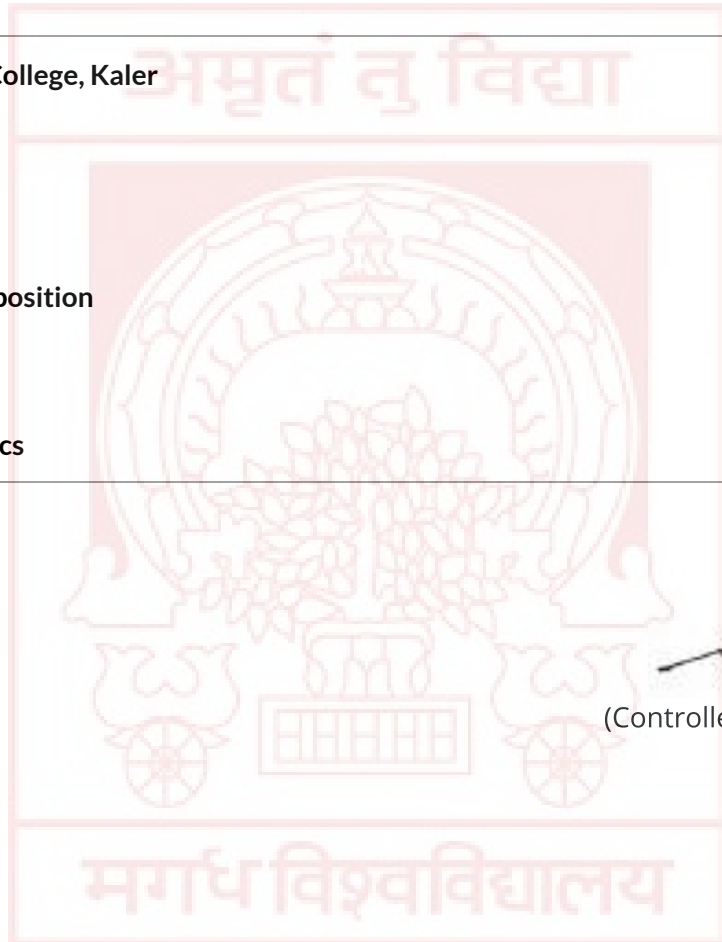 अमृतं तु विद्या
College, Kaler
position
cs
(Controlle
मगध विश्वविद्यालय